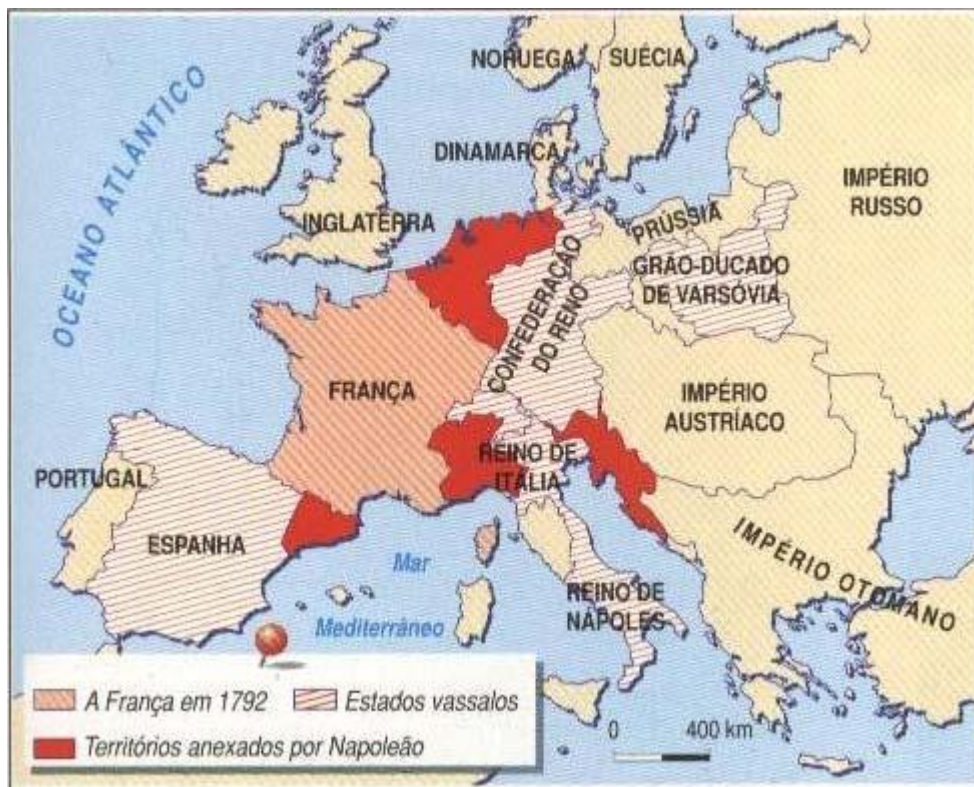 OCEANO ATLÂNTICO
NORUEGA
SUÉCIA
DINAMARCA
INGLATERRA
IMPÉRIO
RUSSO
PRÚSSIA
GRÃO-DUCADO
DE VARSÓVIA
CONFEDERAÇÃO
DO RENO
FRANÇA
IMPÉRIO
AUSTRÍACO
REINO DE
ITÁLIA
PORTUGAL
ESPANHA
IMPÉRIO OTOMANO
Mar
Mediterrâneo
REINO DE
NÁPOLES
A França em 1792
Estados vassalos
Territórios anexados por Napoleão
0 400 km